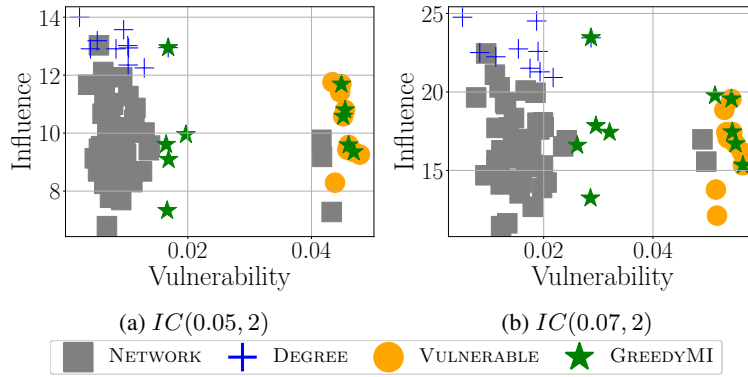 14
12
10
8
Influence
0.02
0.04
Vulnerability
(a) IC(0.05, 2)
25
20
15
Influence
0.02
0.04
Vulnerability
(b) IC(0.07, 2)
NETWORK DEGREE VULNERABLE GREEDYMI